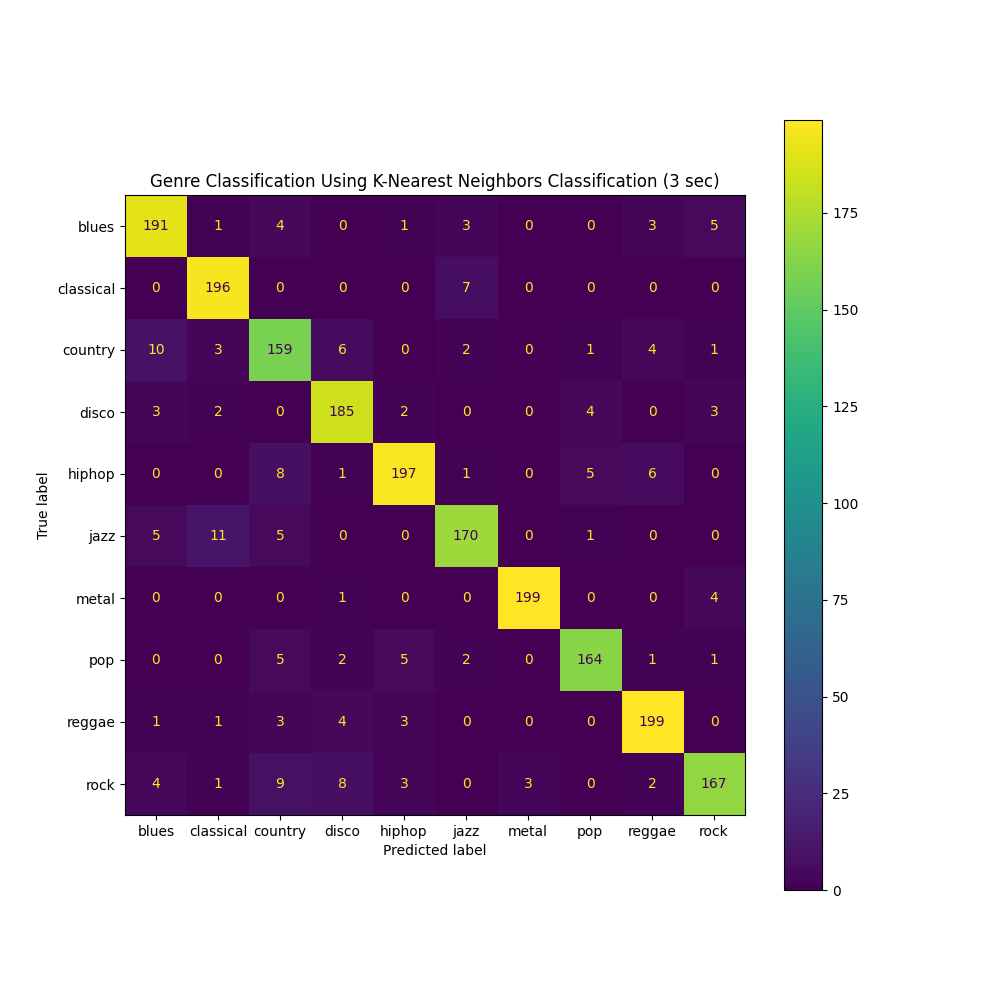 Genre Classification Using K-Nearest Neighbors Classification (3 sec)
blues 191 1 4 0 1 3 0 0 3 5
classical 0 196 0 0 0 7 0 0 0 0
country 10 3 159 6 0 2 0 1 4 1
disco 3 2 0 185 2 0 0 4 0 3
hiphop 0 0 8 1 197 1 0 5 6 0
jazz 5 11 5 0 0 170 0 1 0 0
metal 0 0 0 1 0 0 199 0 0 4
pop 0 0 5 2 5 2 0 164 1 1
reggae 1 1 3 4 3 0 0 0 199 0
rock 4 1 9 8 3 0 3 0 2 167
blues classical country disco hiphop jazz metal pop reggae rock
Predicted label
True label
175
150
125
100
75
50
25
0